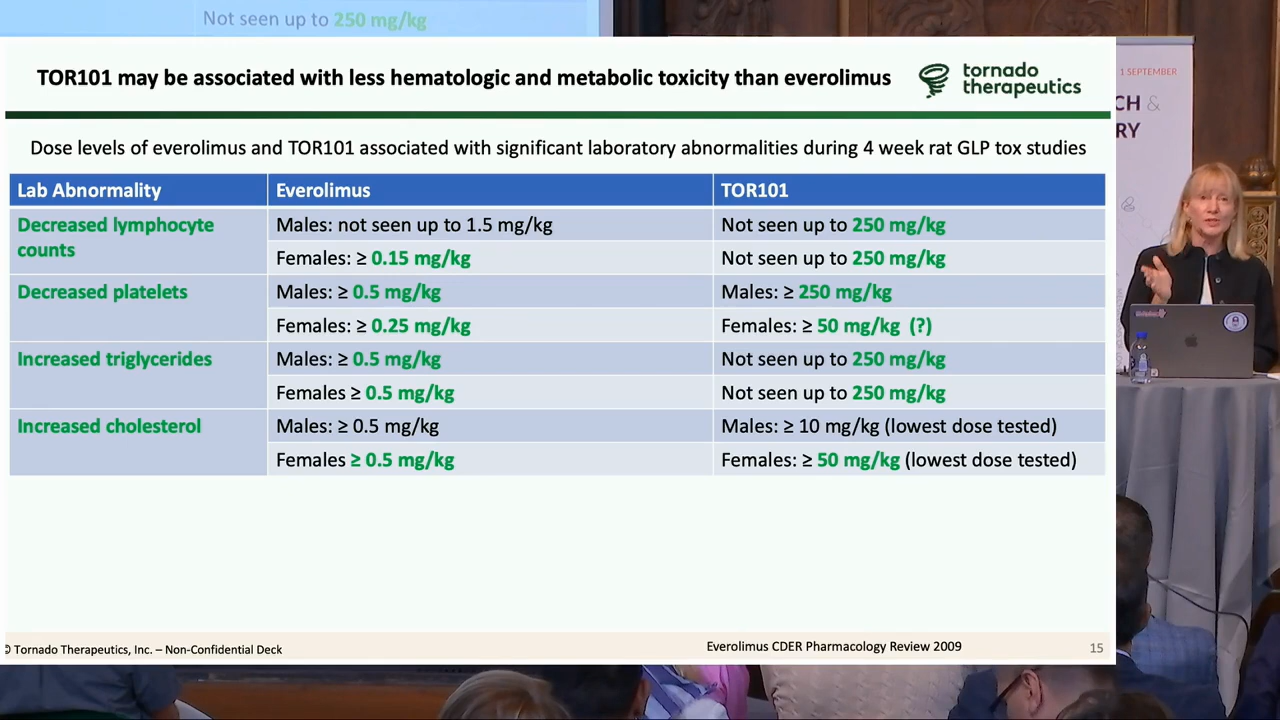 Not seen up to 250 mg/kg
TOR101 may be associated with less hematologic and metabolic toxicity than everolimus
tornado
therapeutics
Dose levels of everolimus and TOR101 associated with significant laboratory abnormalities during 4 week rat GLP tox studies
Lab Abnormality Everolimus TOR101
Decreased lymphocyte
counts
Males: not seen up to 1.5 mg/kg Not seen up to 250 mg/kg
Females: ≥ 0.15 mg/kg Not seen up to 250 mg/kg
Decreased platelets Males: ≥ 0.5 mg/kg Males: ≥ 250 mg/kg
Females: ≥ 0.25 mg/kg Females: ≥ 50 mg/kg (?)
Increased triglycerides Males: ≥ 0.5 mg/kg Not seen up to 250 mg/kg
Females ≥ 0.5 mg/kg Not seen up to 250 mg/kg
Increased cholesterol Males: ≥ 0.5 mg/kg Males: ≥ 10 mg/kg (lowest dose tested)
Females ≥ 0.5 mg/kg Females: ≥ 50 mg/kg (lowest dose tested)
© Tornado Therapeutics, Inc. – Non-Confidential Deck
Everolimus CDER Pharmacology Review 2009
15
1 SEPTEMBER
CH &
RY